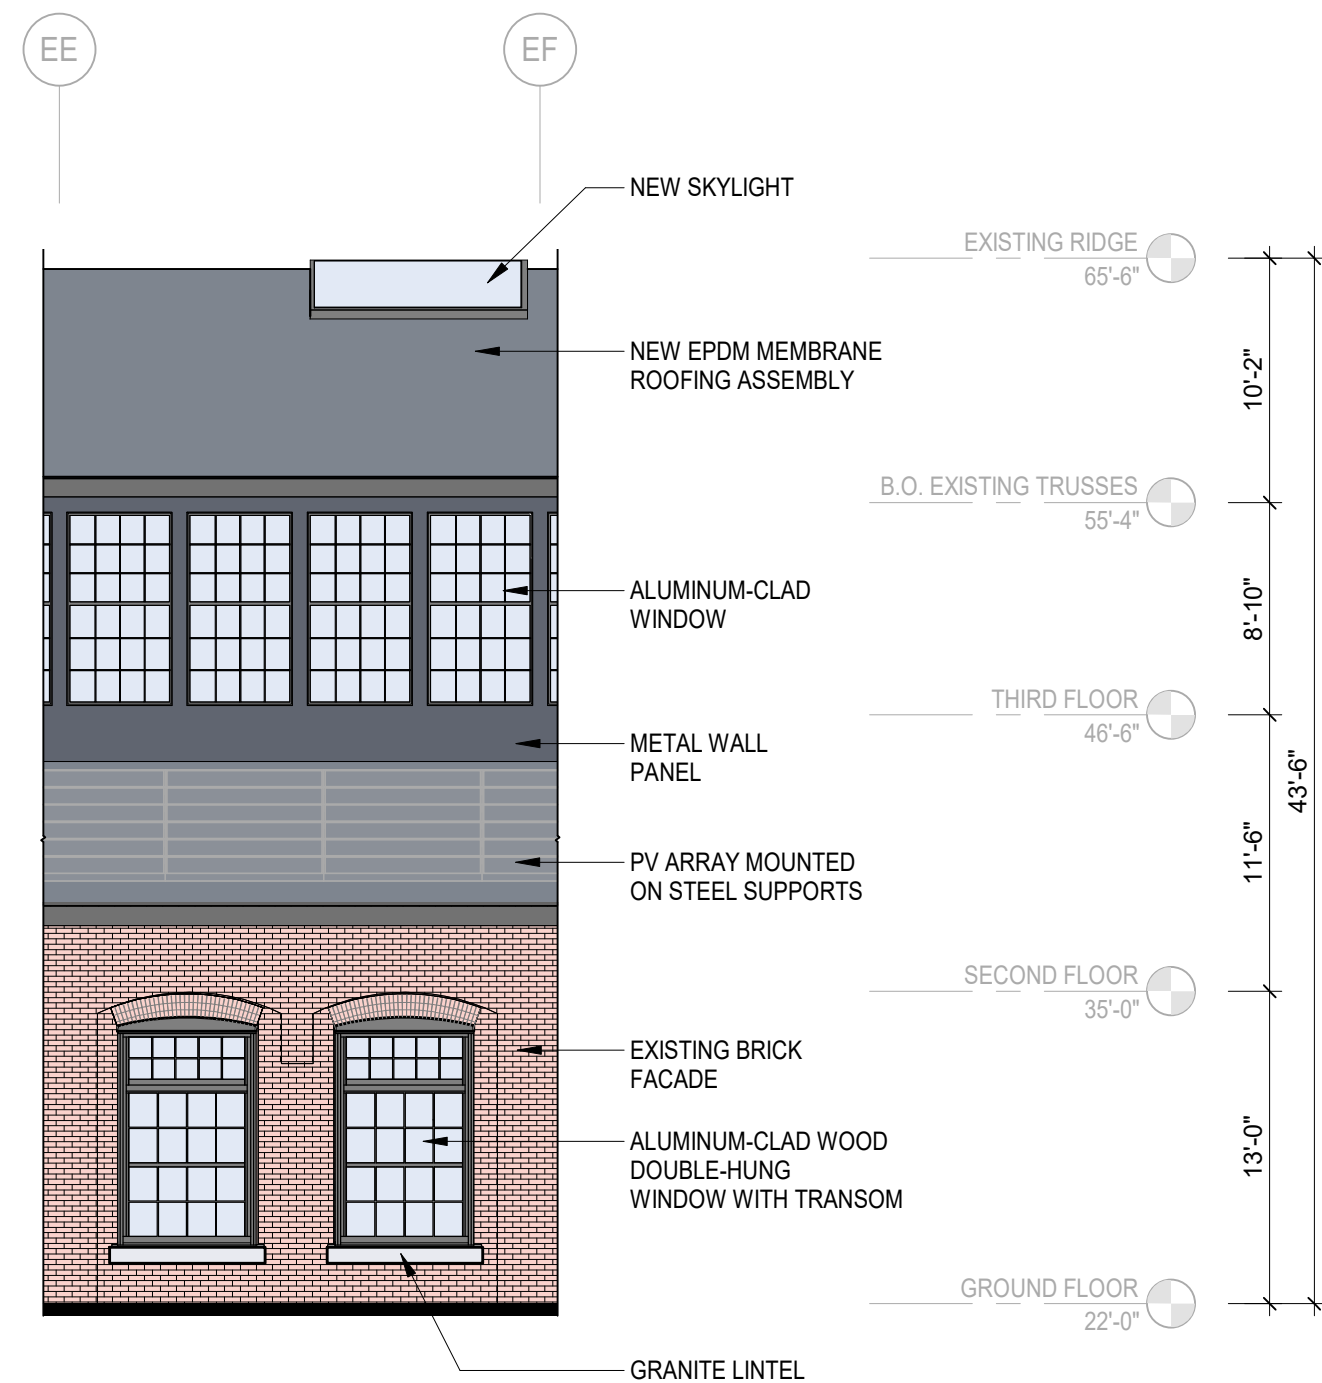 EE
EF
NEW SKYLIGHT
EXISTING RIDGE
65'-6"
NEW EPDM MEMBRANE
ROOFING ASSEMBLY
10'-2"
B.O. EXISTING TRUSSES
55'-4"
ALUMINUM-CLAD
WINDOW
8'-10"
THIRD FLOOR
46'-6"
METAL WALL
PANEL
43'-6"
PV ARRAY MOUNTED
ON STEEL SUPPORTS
11'-6"
SECOND FLOOR
35'-0"
EXISTING BRICK
FACADE
ALUMINUM-CLAD WOOD
DOUBLE-HUNG
WINDOW WITH TRANSOM
13'-0"
GROUND FLOOR
22'-0"
GRANITE LINTEL